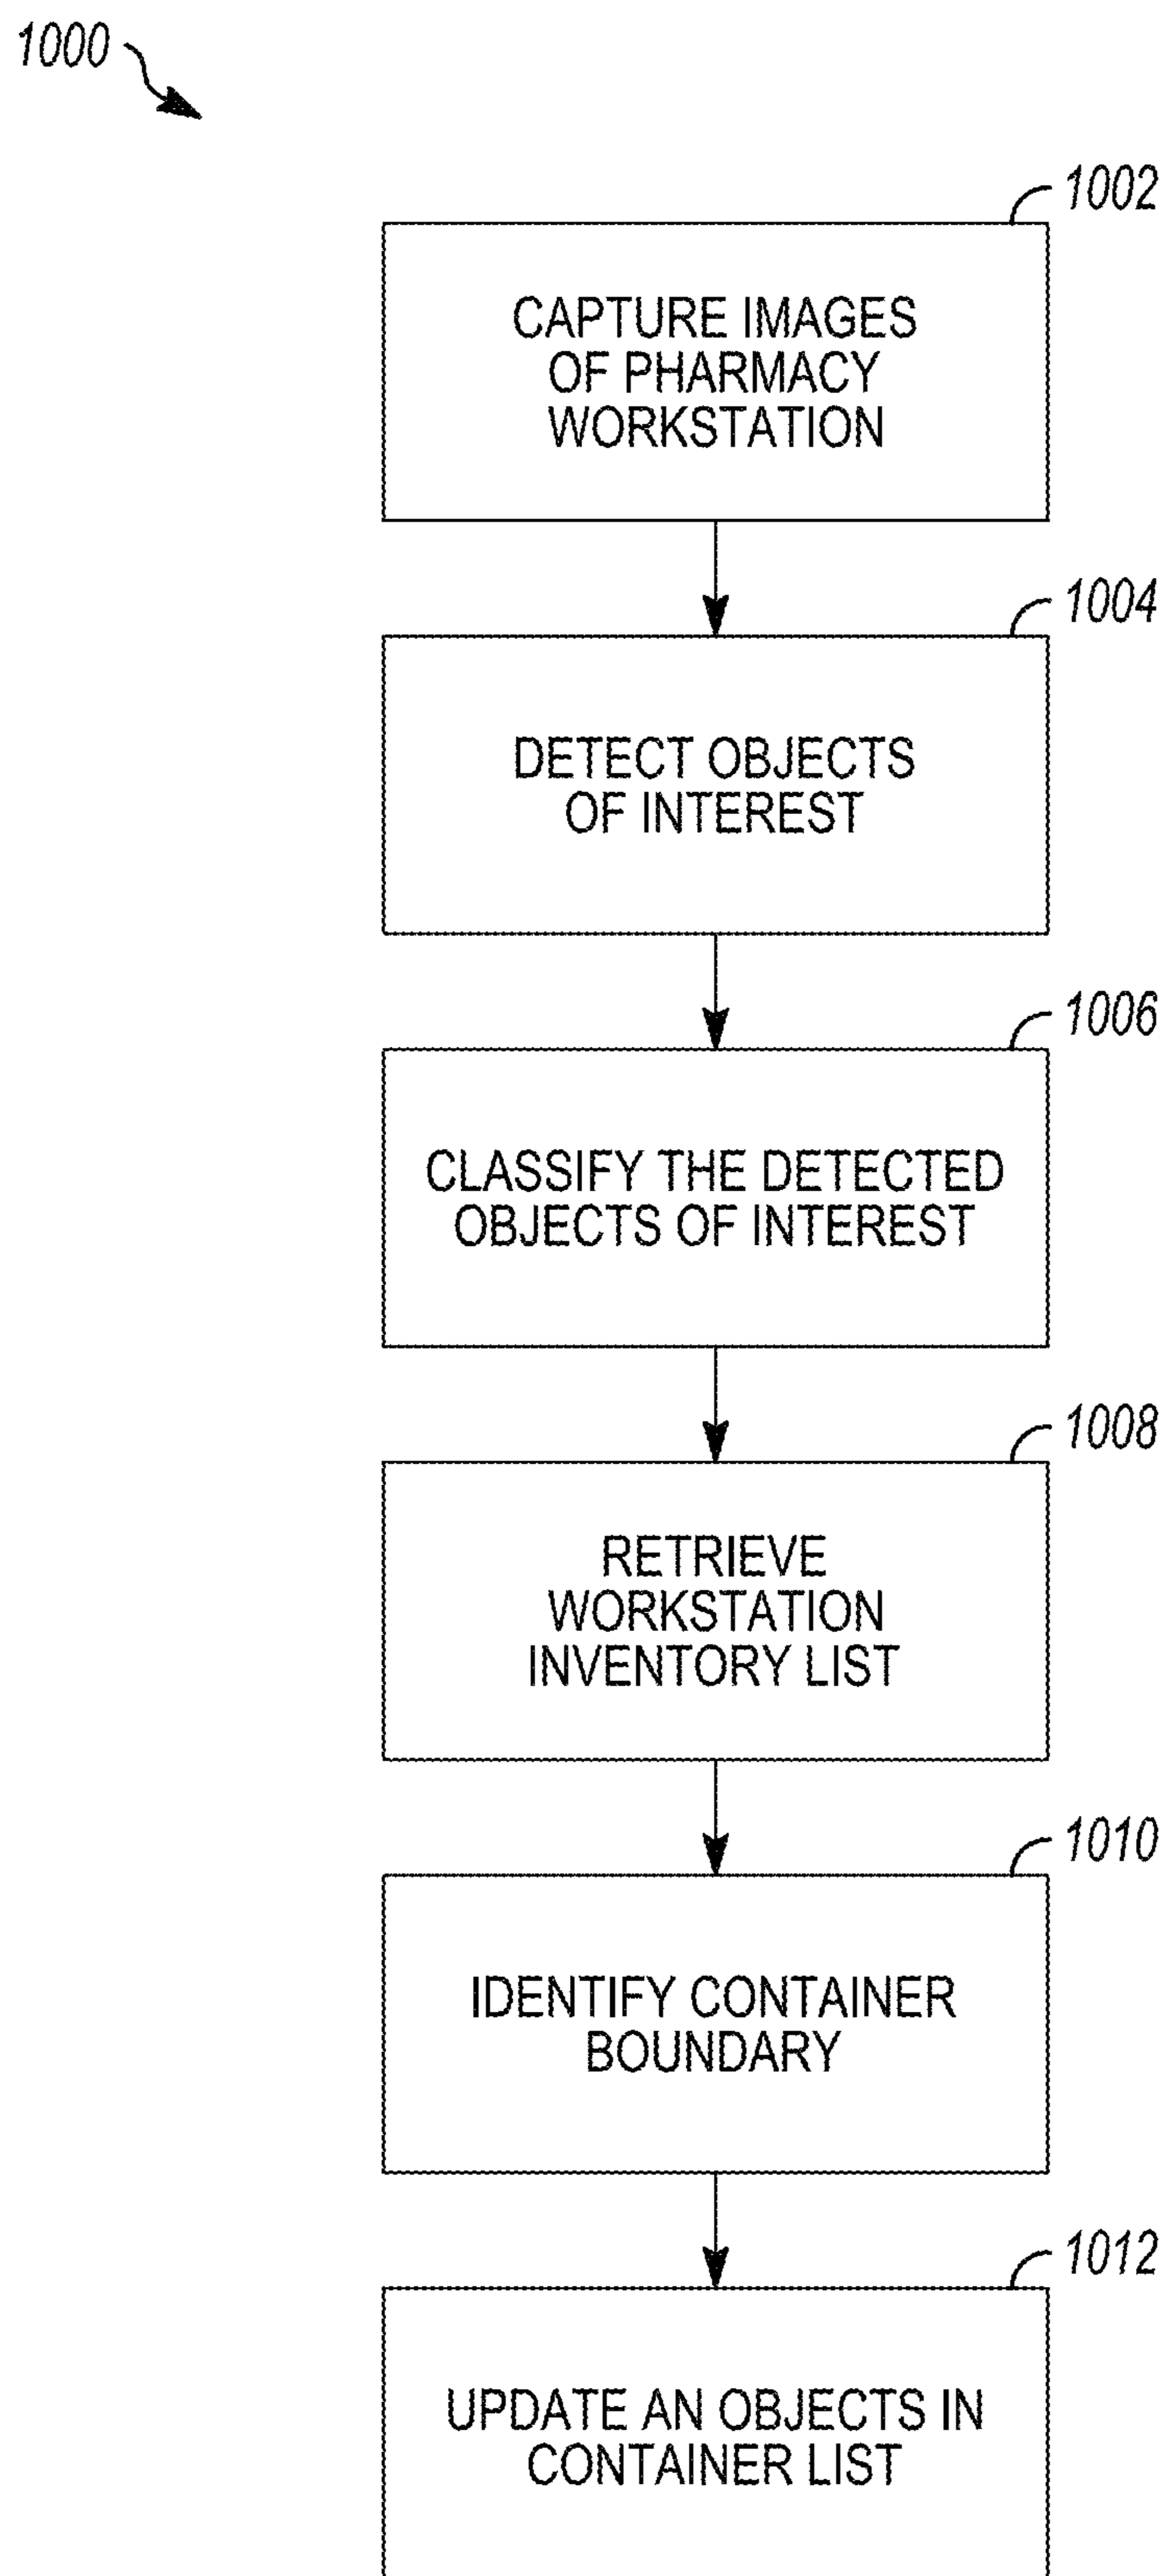 1000
1002
CAPTURE IMAGES
OF PHARMACY
WORKSTATION
1004
DETECT OBJECTS
OF INTEREST
1006
CLASSIFY THE DETECTED
OBJECTS OF INTEREST
1008
RETRIEVE
WORKSTATION
INVENTORY LIST
1010
IDENTIFY CONTAINER
BOUNDARY
1012
UPDATE AN OBJECTS IN
CONTAINER LIST